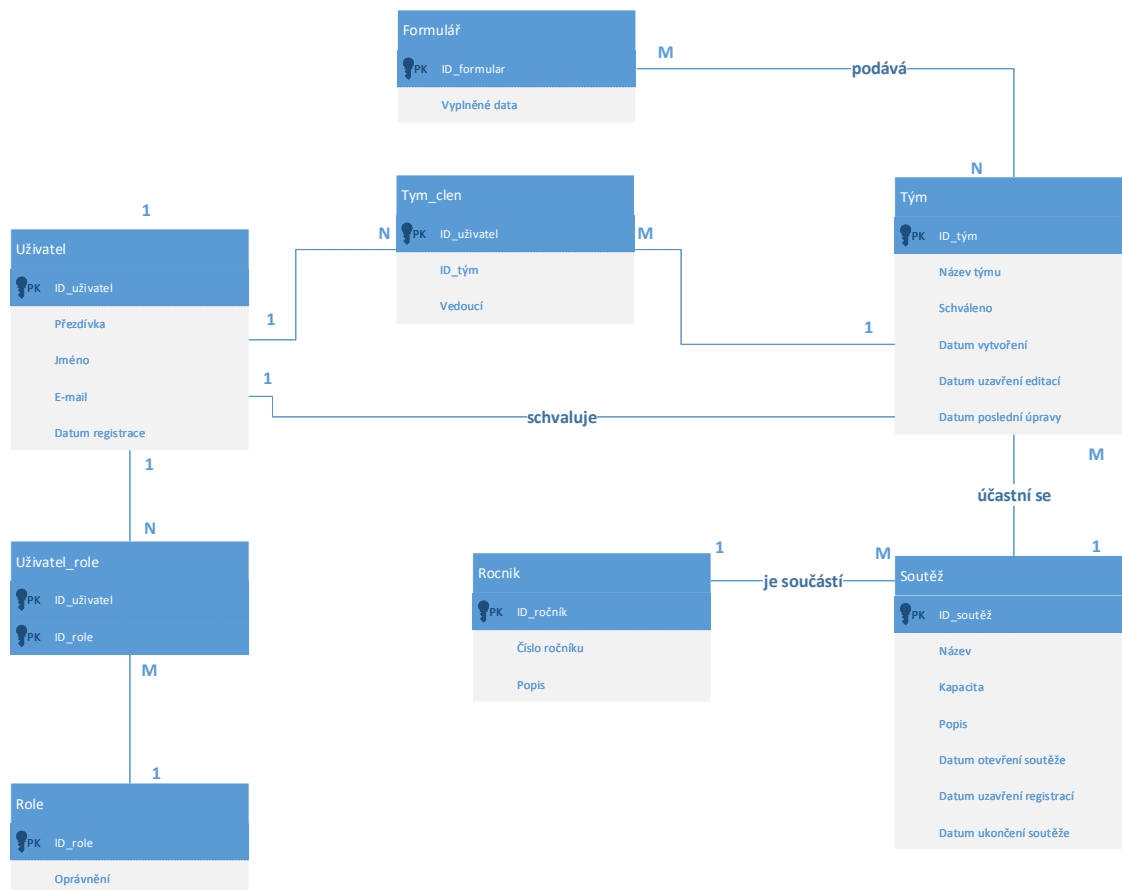 Formulář
PK ID_formular
Vyplněné data
M
podává
N
Tým
PK ID_tým
Název týmu
Schváleno
Datum vytvoření
Datum uzavření editací
Datum poslední úpravy
Tym_clen
PK ID_uživatel
ID_tým
Vedoucí
N
M
1
1
Uživatel
PK ID_uživatel
Přezdívka
Jméno
E-mail
Datum registrace
1
1
1
schvaluje
M
účastní se
1
N
Uživatel_role
PK ID_uživatel
PK ID_role
M
1
Role
PK ID_role
Oprávnění
Rocnik
PK ID_ročník
Číslo ročníku
Popis
1
je součástí
M
Soutěž
PK ID_soutěž
Název
Kapacita
Popis
Datum otevření soutěže
Datum uzavření registrací
Datum ukončení soutěže